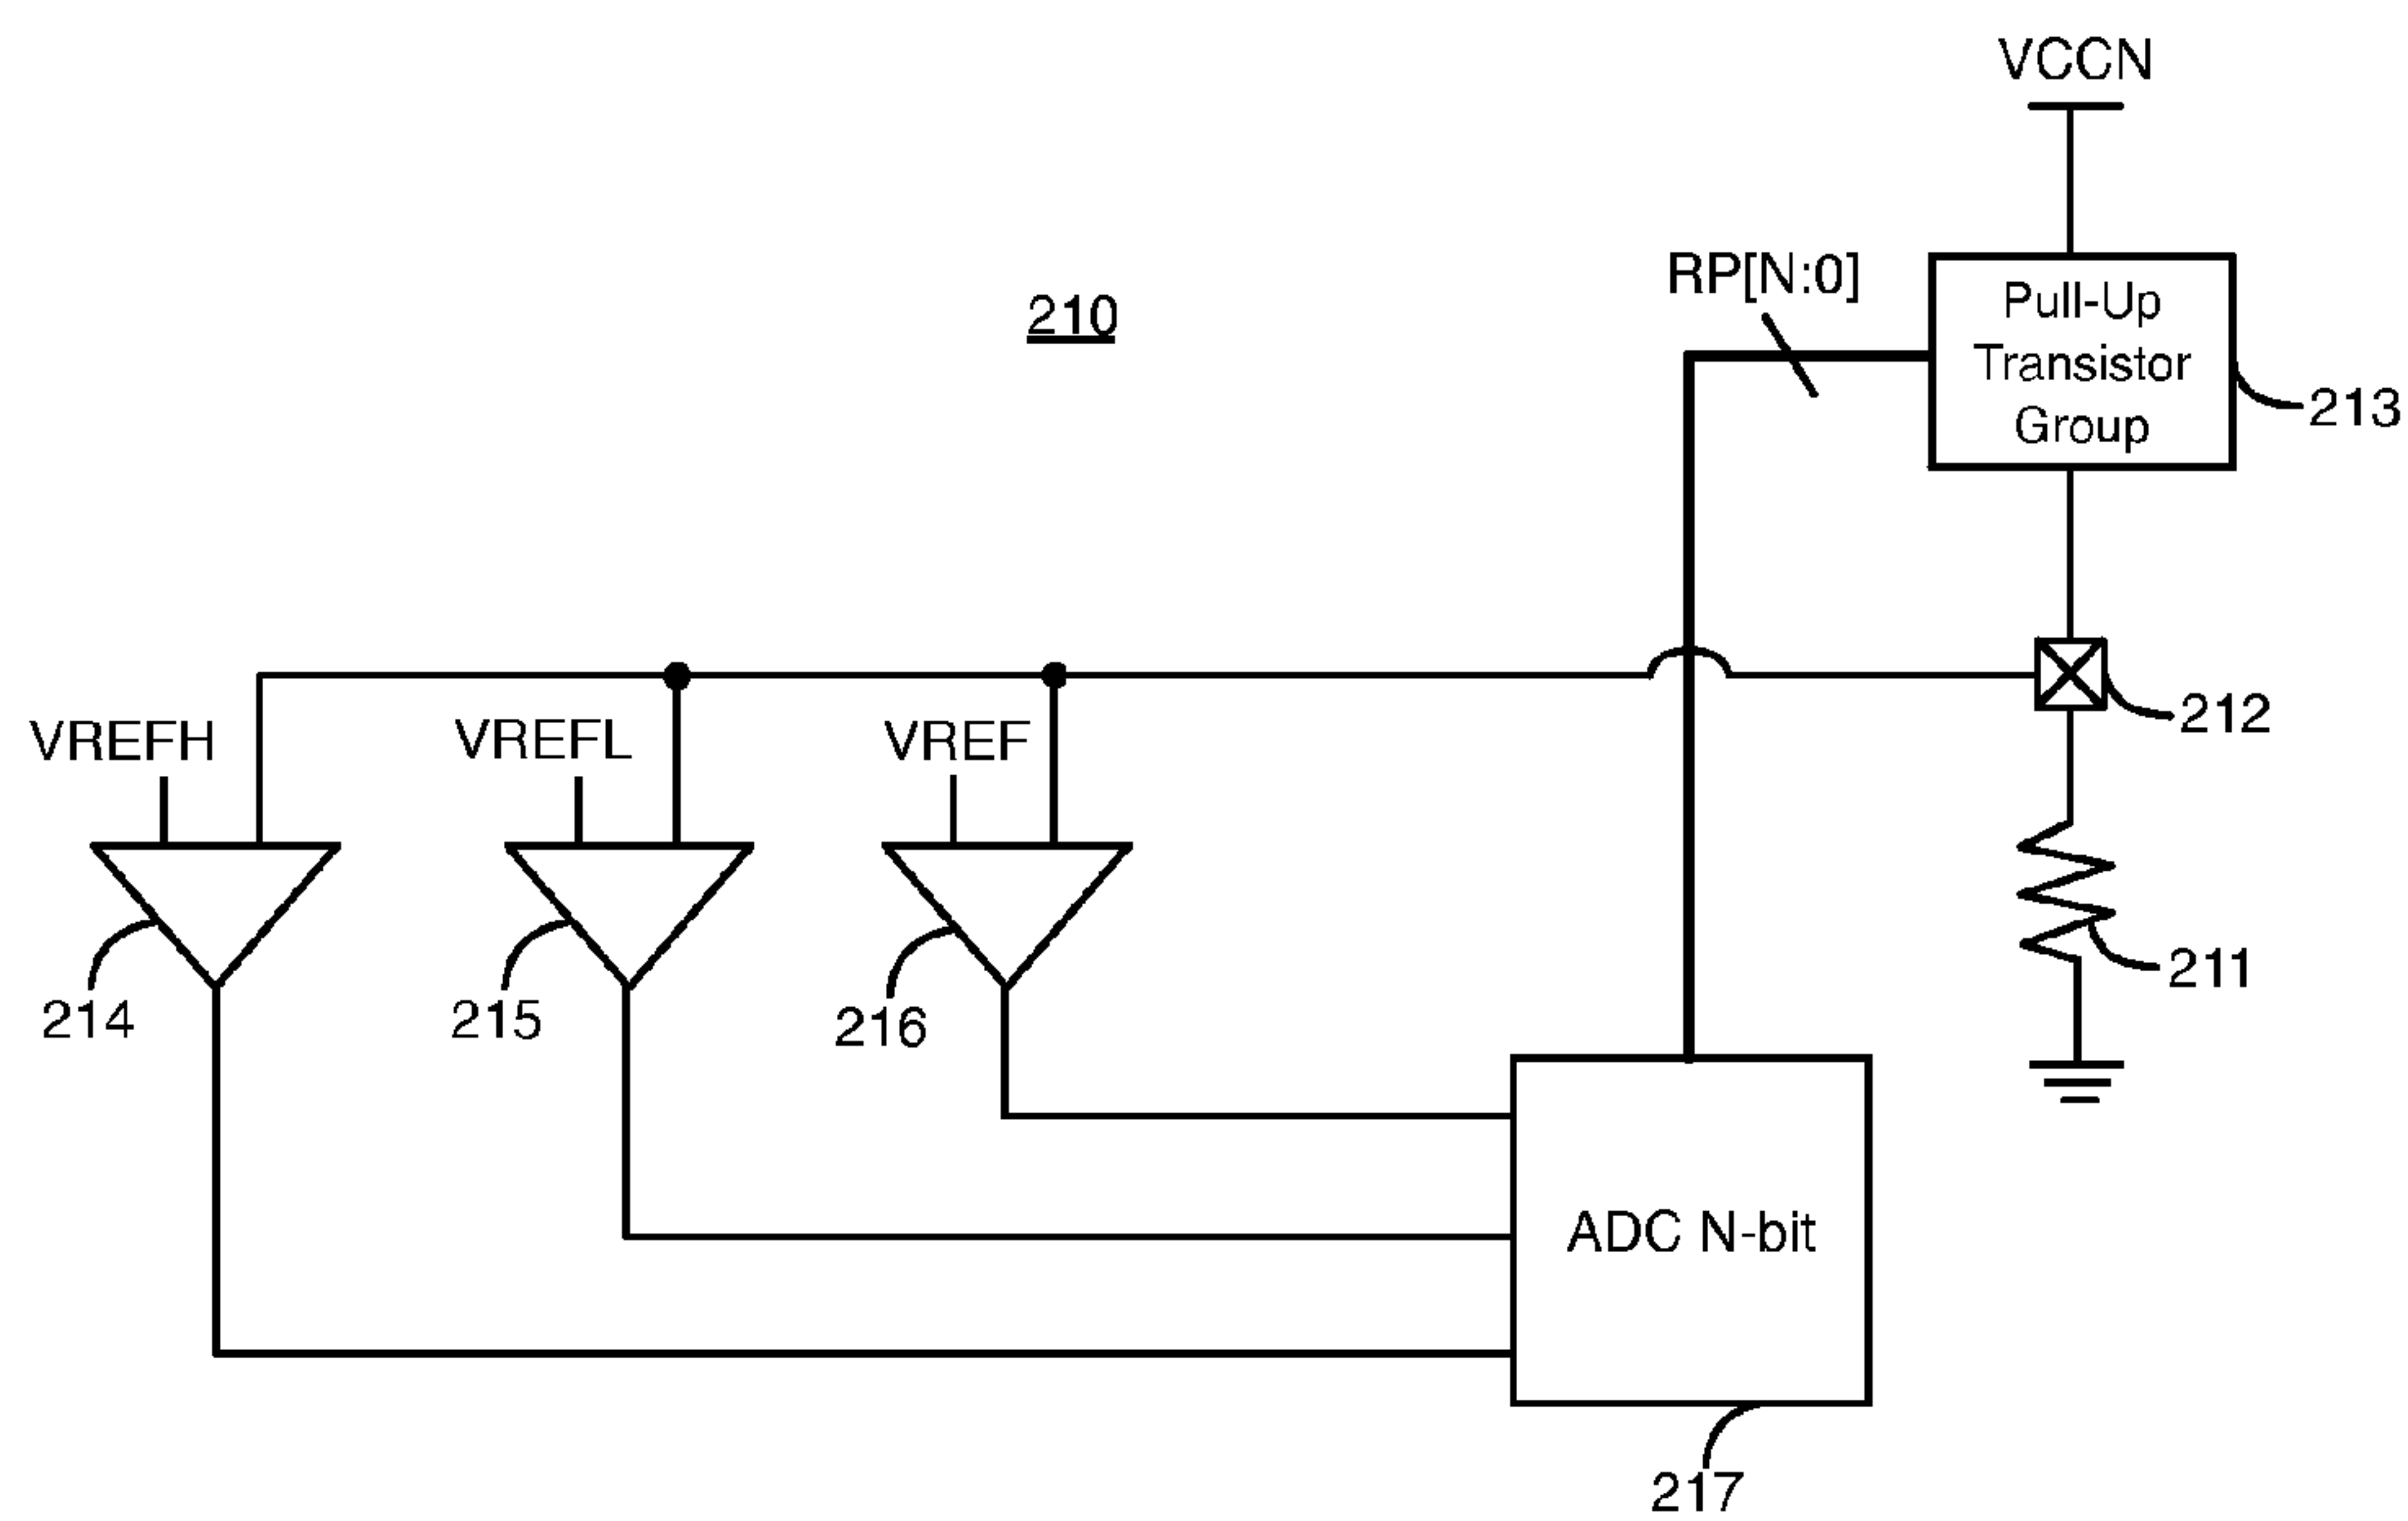 VCCN
RP[N:0]
210
Pull-Up
Transistor
Group
213
212
VREFH
VREFL
VREF
211
214
215
216
ADC N-bit
217